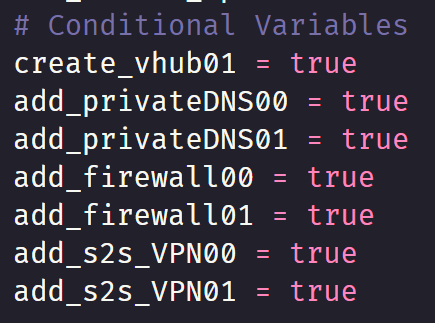 # Conditional Variables
create_vhub01 = true
add_privateDNS00 = true
add_privateDNS01 = true
add_firewall00 = true
add_firewall01 = true
add_s2s_VPN00 = true
add_s2s_VPN01 = true